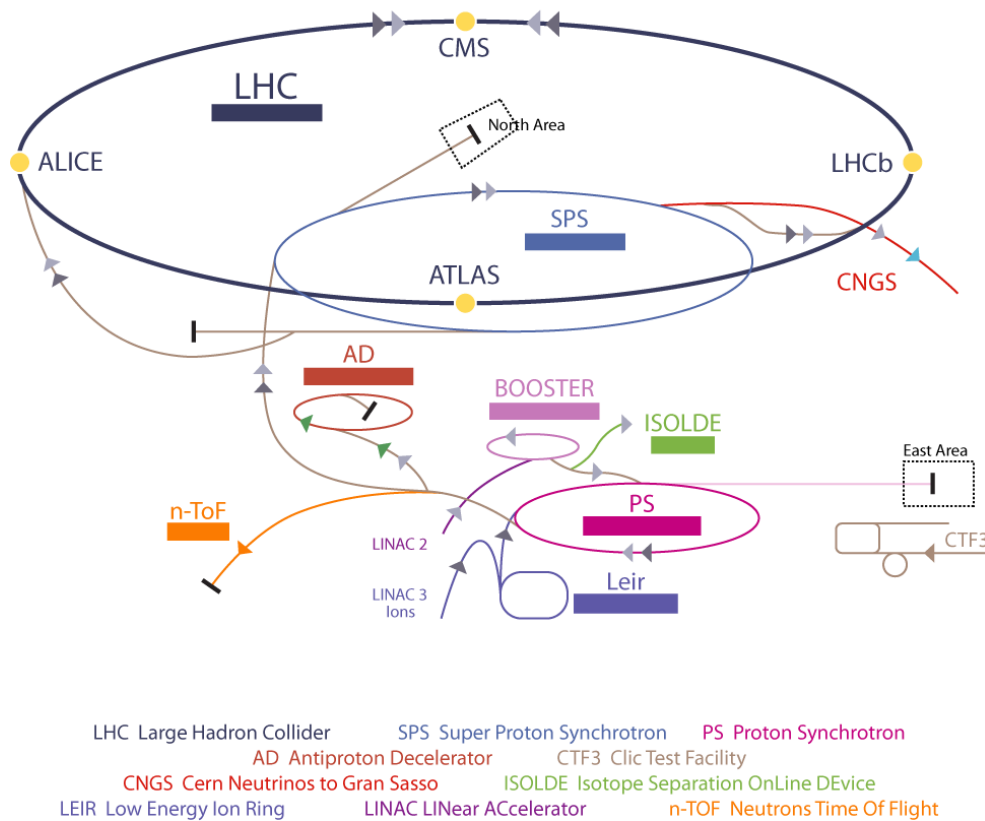 CMS
LHC
North Area
ALICE
LHCb
SPS
ATLAS
CNGS
AD
BOOSTER
ISOLDE
East Area
n-ToF
PS
LINAC 2
CTF3
LINAC 3
Ions
Leir
LHC Large Hadron Collider SPS Super Proton Synchrotron PS Proton Synchrotron
AD Antiproton Decelerator CTF3 Clic Test Facility
CNGS Cern Neutrinos to Gran Sasso ISOLDE Isotope Separation OnLine DEvice
LEIR Low Energy Ion Ring LINAC LINear ACcelerator n-TOF Neutrons Time Of Flight